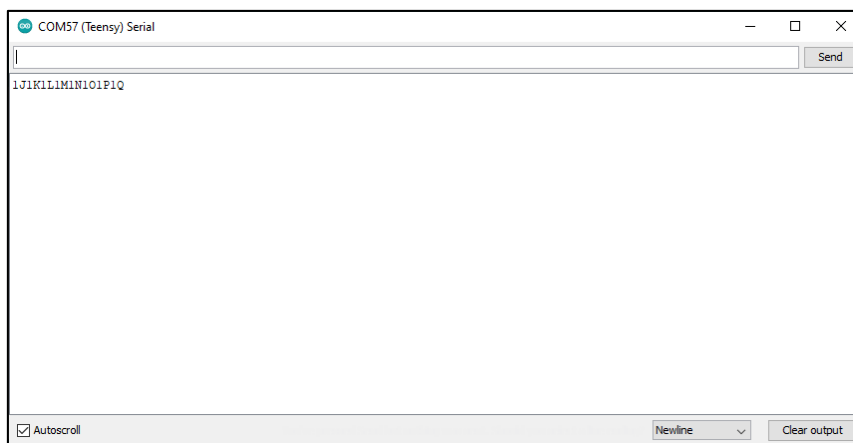 COM57 (Teensy) Serial
Send
1J1K1L1M1N1O1P1Q
Autoscroll
Newline
Clear output